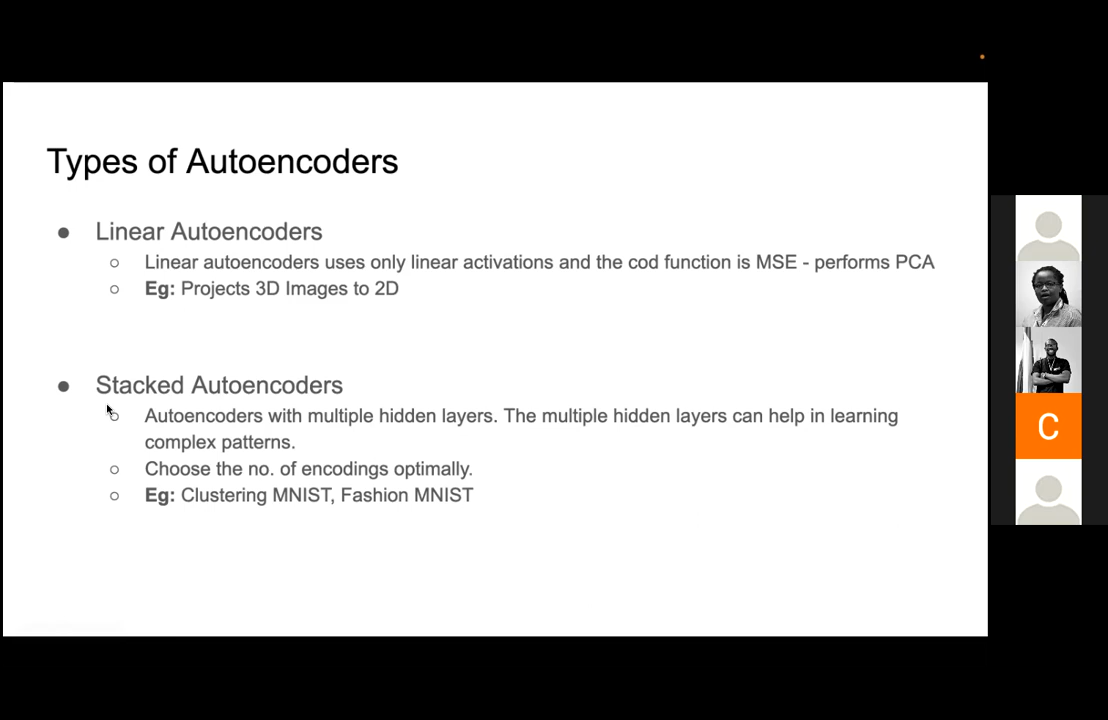 Types of Autoencoders
● Linear Autoencoders
○ Linear autoencoders uses only linear activations and the cod function is MSE - performs PCA
○ Eg: Projects 3D Images to 2D
● Stacked Autoencoders
○ Autoencoders with multiple hidden layers. The multiple hidden layers can help in learning
complex patterns.
○ Choose the no. of encodings optimally.
○ Eg: Clustering MNIST, Fashion MNIST
C